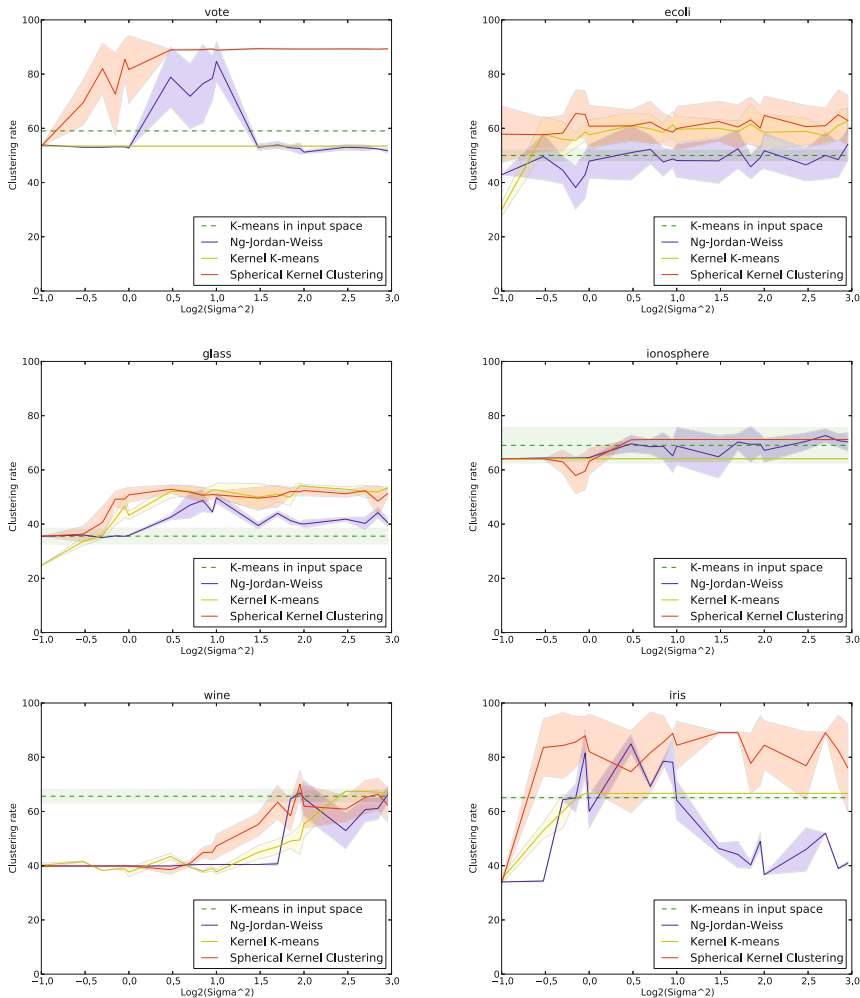 vote
100
80
60
40
20
0
Clustering rate
K-means in input space
Ng-Jordan-Weiss
Kernel K-means
Spherical Kernel Clustering
−1.0 −0.5 0.0 0.5 1.0 1.5 2.0 2.5 3.0
Log2(Sigma^2)
ecoli
100
80
60
40
20
0
Clustering rate
K-means in input space
Ng-Jordan-Weiss
Kernel K-means
Spherical Kernel Clustering
−1.0 −0.5 0.0 0.5 1.0 1.5 2.0 2.5 3.0
Log2(Sigma^2)
glass
100
80
60
40
20
0
Clustering rate
K-means in input space
Ng-Jordan-Weiss
Kernel K-means
Spherical Kernel Clustering
−1.0 −0.5 0.0 0.5 1.0 1.5 2.0 2.5 3.0
Log2(Sigma^2)
ionosphere
100
80
60
40
20
0
Clustering rate
K-means in input space
Ng-Jordan-Weiss
Kernel K-means
Spherical Kernel Clustering
−1.0 −0.5 0.0 0.5 1.0 1.5 2.0 2.5 3.0
Log2(Sigma^2)
wine
100
80
60
40
20
0
Clustering rate
K-means in input space
Ng-Jordan-Weiss
Kernel K-means
Spherical Kernel Clustering
−1.0 −0.5 0.0 0.5 1.0 1.5 2.0 2.5 3.0
Log2(Sigma^2)
iris
100
80
60
40
20
0
Clustering rate
K-means in input space
Ng-Jordan-Weiss
Kernel K-means
Spherical Kernel Clustering
−1.0 −0.5 0.0 0.5 1.0 1.5 2.0 2.5 3.0
Log2(Sigma^2)